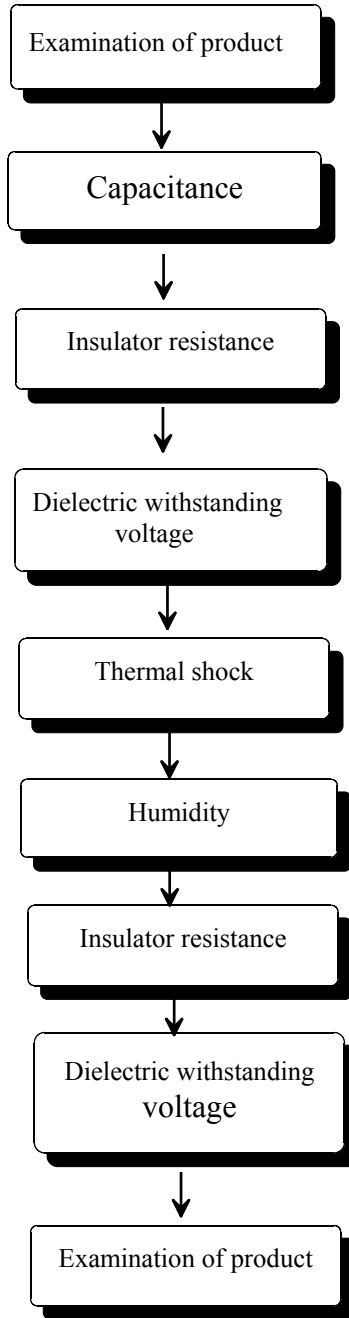 Examination of product
Capacitance
Insulator resistance
Dielectric withstanding
voltage
Thermal shock
Humidity
Insulator resistance
Dielectric withstanding
voltage
Examination of product